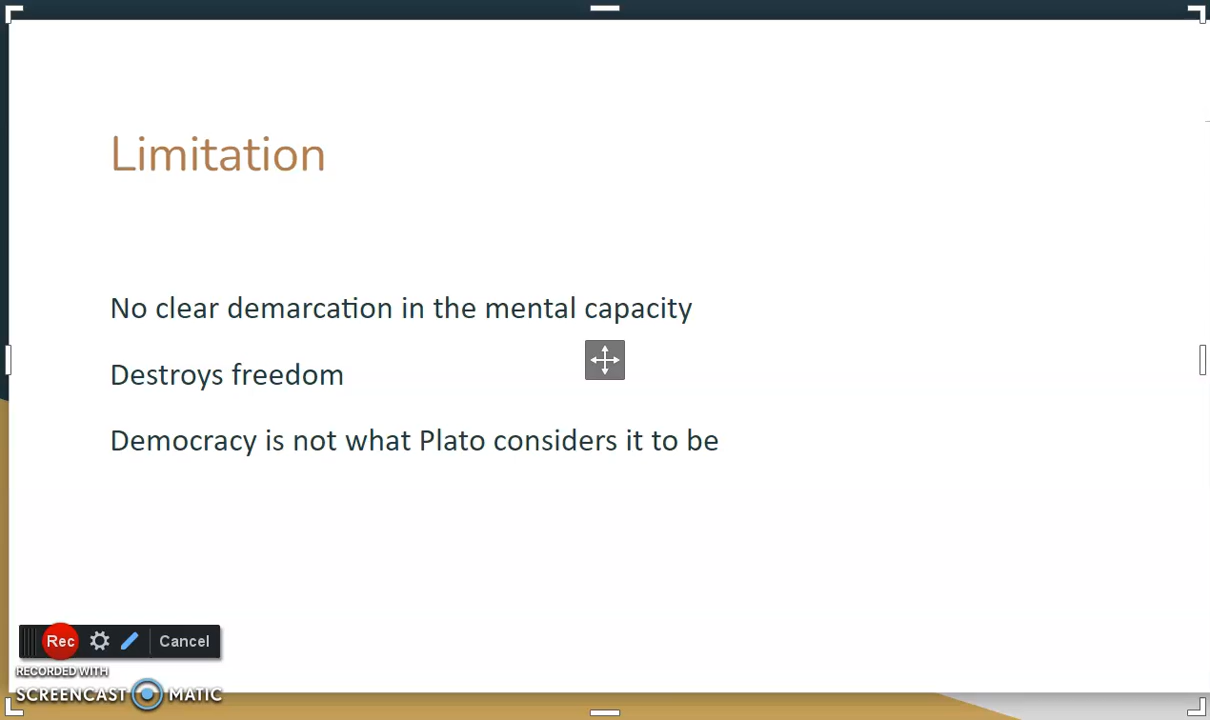 Limitation
No clear demarcation in the mental capacity
Destroys freedom
Democracy is not what Plato considers it to be
Rec Cancel
RECORDED WITH
SCREENCAST MATIC